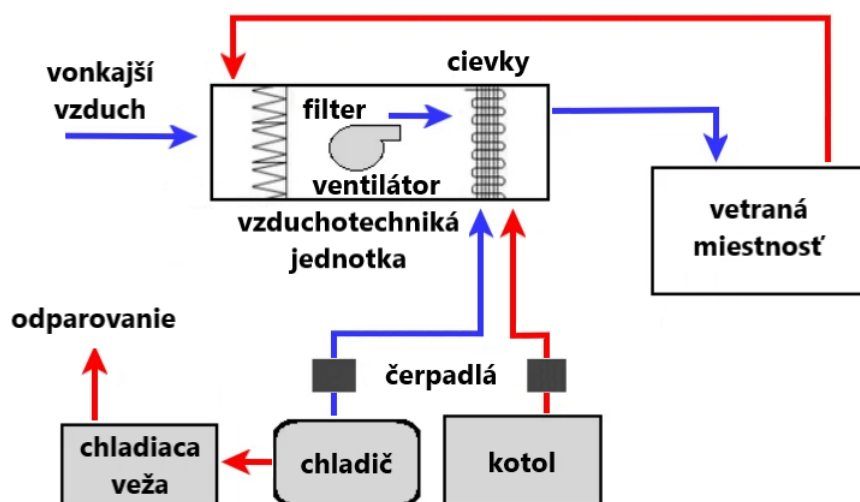 vonkajší
vzduch
cievky
filter
ventilátor
vzduchotechniká
jednotka
vetraná
miestnosť
odparovanie
čerpadlá
chladiaca
veža
chladič
kotol